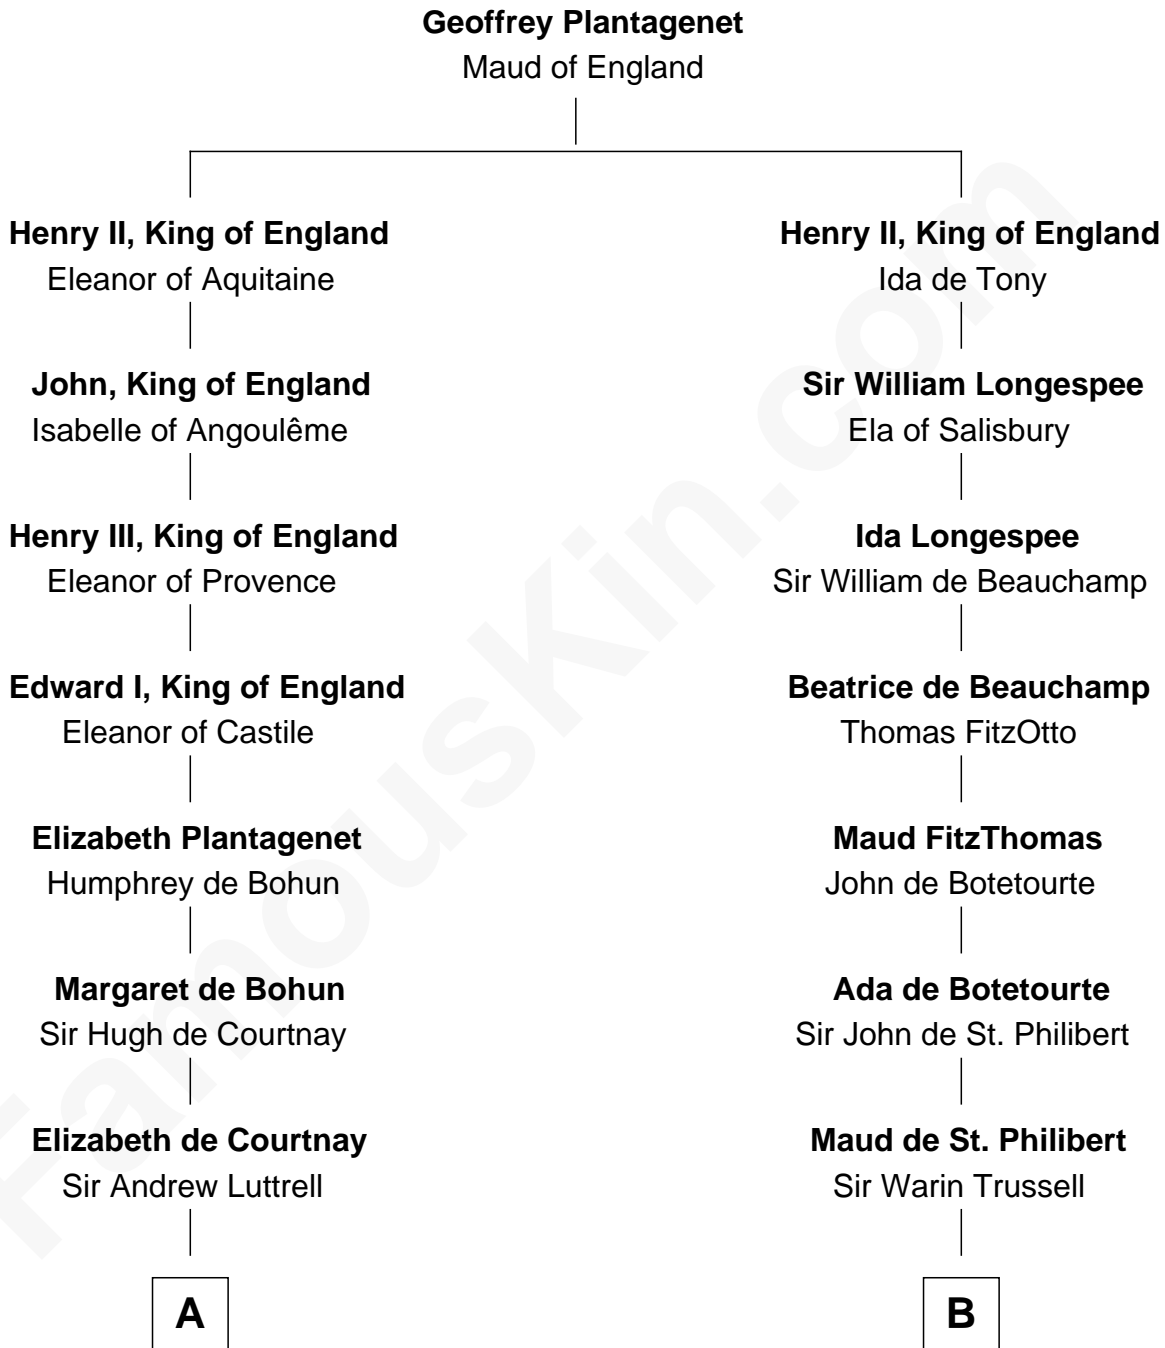 Geoffrey Plantagenet
Maud of England
Henry II, King of England
Eleanor of Aquitaine
Henry II, King of England
Ida de Tony
John, King of England
Isabelle of Angoulême
Sir William Longespee
Ela of Salisbury
Henry III, King of England
Eleanor of Provence
Ida Longespee
Sir William de Beauchamp
Edward I, King of England
Eleanor of Castile
Beatrice de Beauchamp
Thomas FitzOtto
Elizabeth Plantagenet
Humphrey de Bohun
Maud FitzThomas
John de Botetourte
Margaret de Bohun
Sir Hugh de Courtnay
Ada de Botetourte
Sir John de St. Philibert
Elizabeth de Courtnay
Sir Andrew Luttrell
Maud de St. Philibert
Sir Warin Trussell
A
B
FamousKin.com